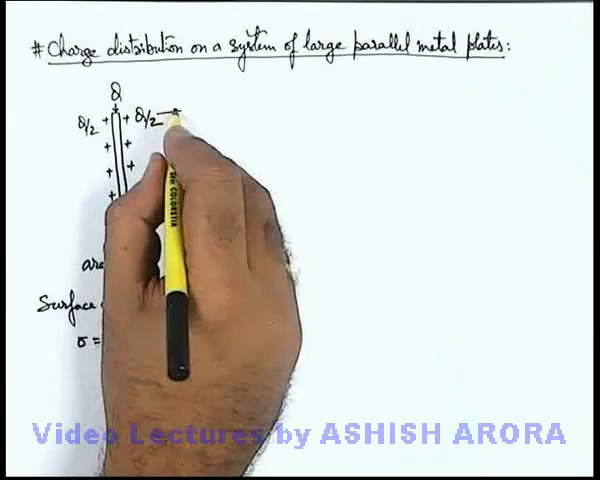 # Charge distribution on a system of large parallel metal plates:
Q
Q/2 + + Q/2
+ +
+ +
+
Surface
σ =
Video Lectures by ASHISH ARORA